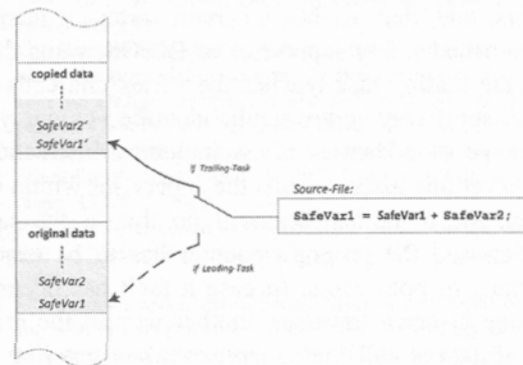 copied data
SafeVar2'
SafeVar1'
if Trailing-Task
Source-File:
SafeVar1 = SafeVar1 + SafeVar2;
original data
if Leading-Task
SafeVar2
SafeVar1